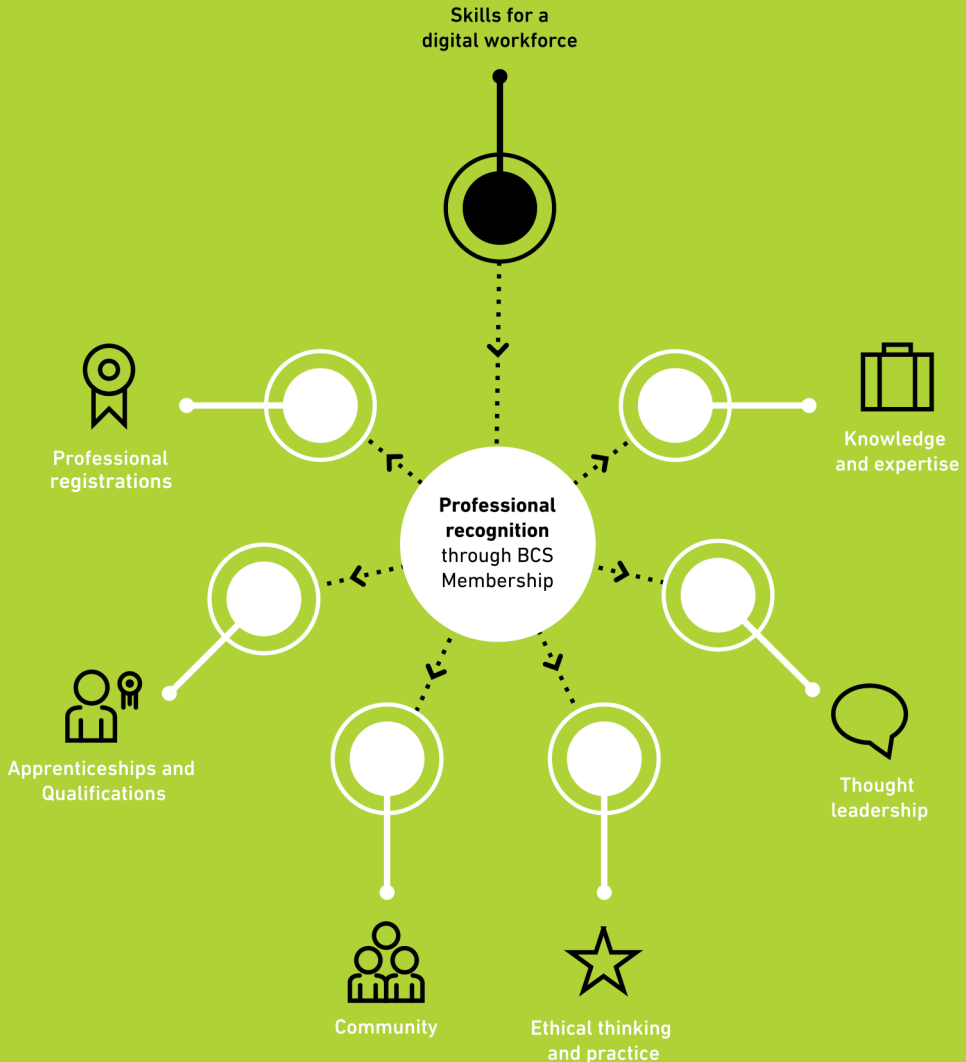 Skills for a
digital workforce
Professional
registrations
Knowledge
and expertise
Professional
recognition
through BCS
Membership
Apprenticeships and
Qualifications
Thought
leadership
Community
Ethical thinking
and practice